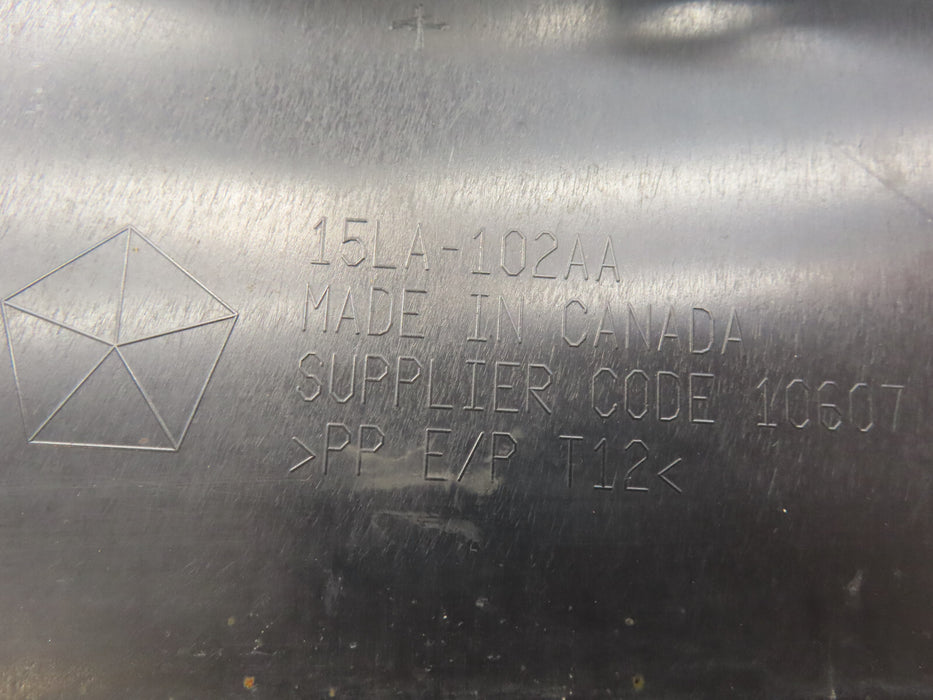 15LA-102AA
MADE IN CANADA
SUPPLIER CODE 10607
>PP E/P T12<